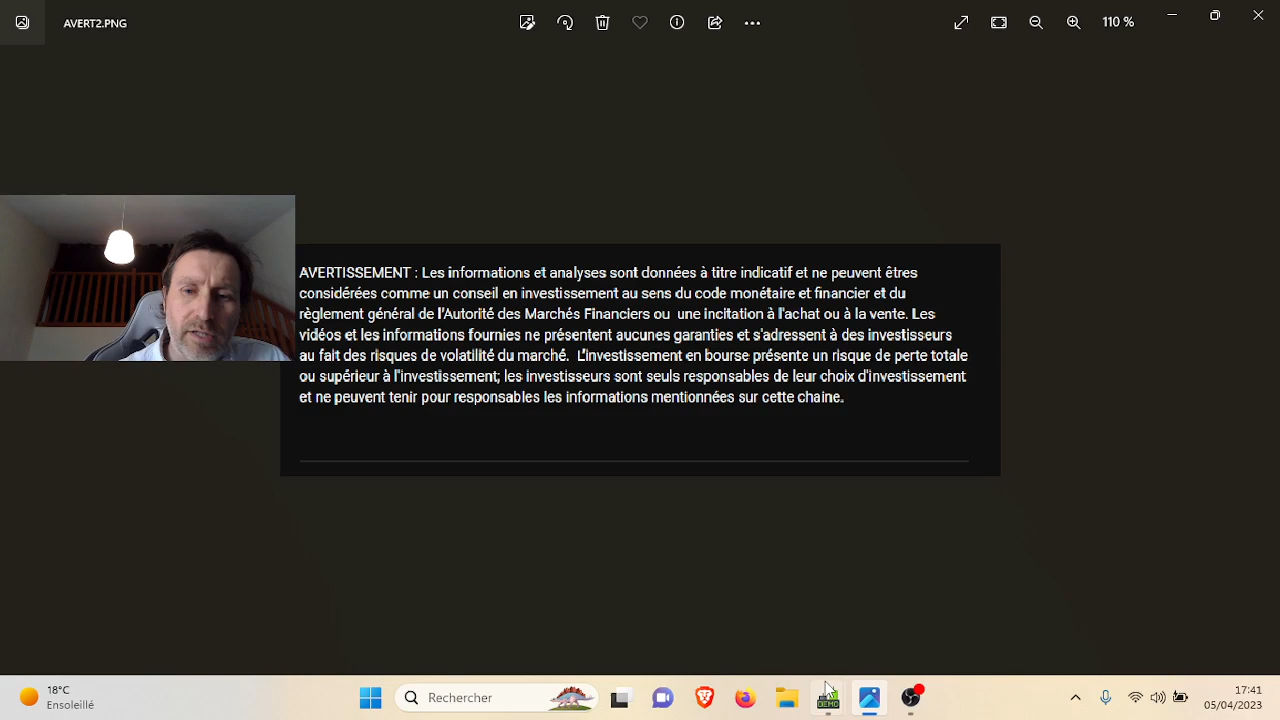 AVERT2.PNG
110 %
AVERTISSEMENT : Les informations et analyses sont données à titre indicatif et ne peuvent êtres
considérées comme un conseil en investissement au sens du code monétaire et financier et du
règlement général de l'Autorité des Marchés Financiers ou une incitation à l'achat ou à la vente. Les
vidéos et les informations fournies ne présentent aucunes garanties et s'adressent à des investisseurs
au fait des risques de volatilité du marché. L'investissement en bourse présente un risque de perte totale
ou supérieur à l'investissement; les investisseurs sont seuls responsables de leur choix d'investissement
et ne peuvent tenir pour responsables les informations mentionnées sur cette chaine.
18°C
Ensoleillé
Rechercher
DEMO
17:41
05/04/2023